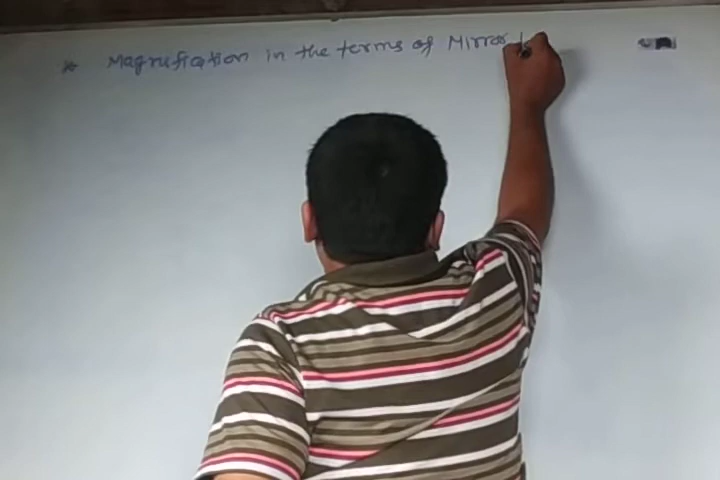 * Magnification in the terms of Mirror